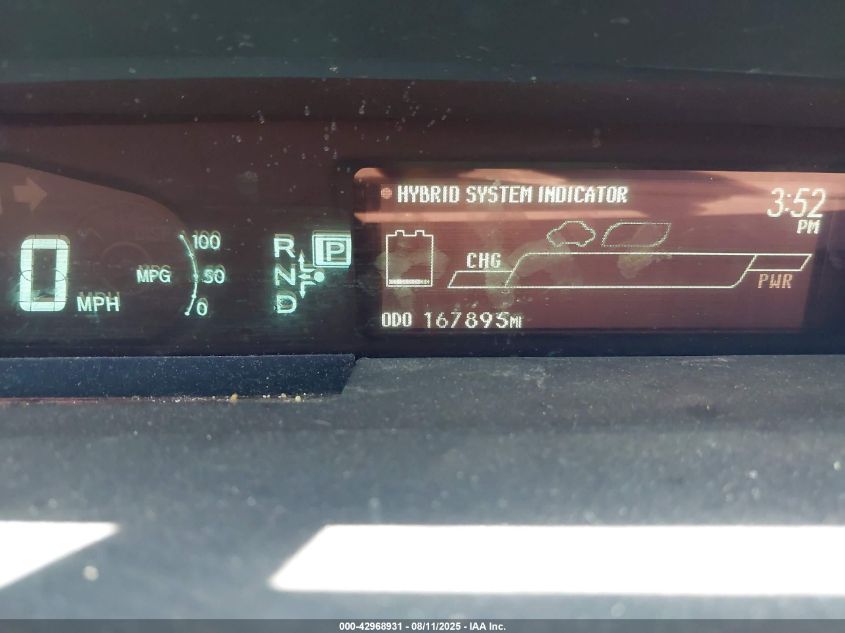 HYBRID SYSTEM INDICATOR
3:52
PM
0
MPH
MPG
100
50
0
R
N
D
P
CHG
PWR
ODO 167895MI
000-42968931 - 08/11/2025 - IAA Inc.